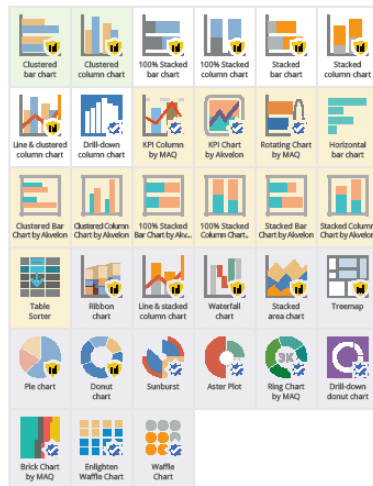 Clustered
bar chart
Clustered
column chart
100% Stacked
bar chart
100% Stacked
column chart
Stacked
bar chart
Stacked
column chart
Line & clustered
column chart
Drill-down
column chart
KPI Column
by MAQ
KPI Chart
by Akvelon
Rotating Chart
by MAQ
Horizontal
bar chart
Clustered Bar
Chart by Akvelon
Clustered Column
Chart by Akvelon
100% Stacked
Bar Chart by Akv...
100% Stacked
Column Chart...
Stacked Bar
Chart by Akvelon
Stacked Column
Chart by Akvelon
Table
Sorter
Ribbon
chart
Line & stacked
column chart
Waterfall
chart
Stacked
area chart
Treemap
Pie chart
Donut
chart
Sunburst
Aster Plot
3K
Ring Chart
by MAQ
Drill-down
donut chart
Brick Chart
by MAQ
Enlighten
Waffle Chart
Waffle
Chart